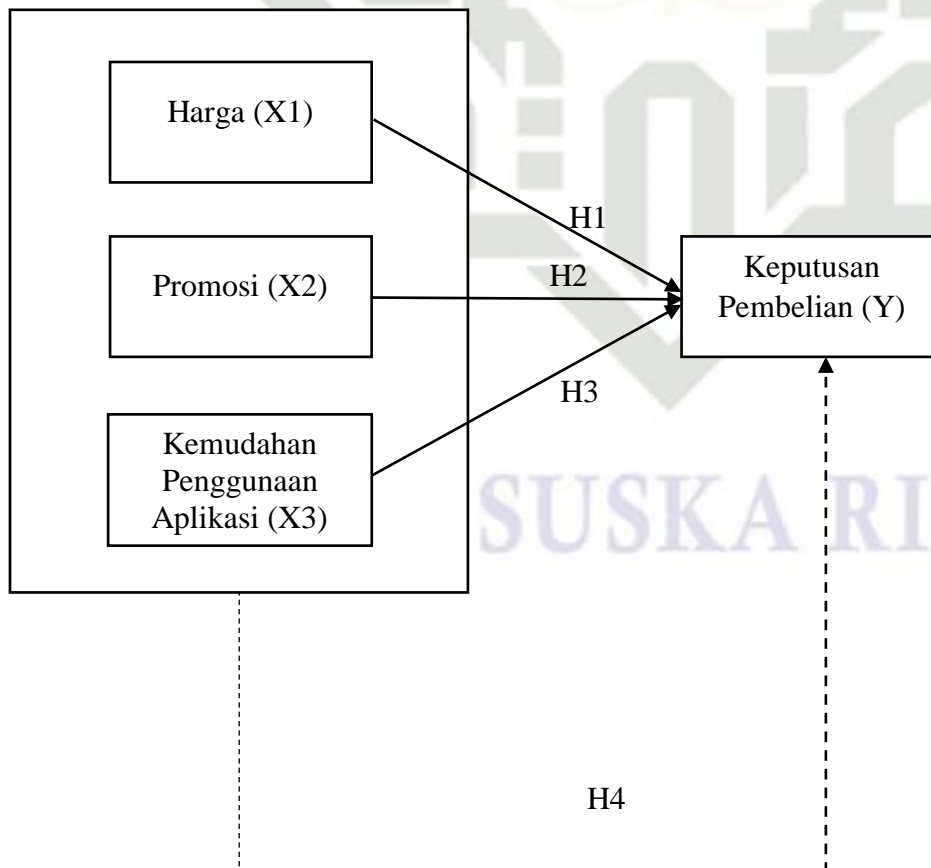 Harga (X1)
H1
Promosi (X2)
H2
Keputusan
Pembelian (Y)
H3
Kemudahan
Penggunaan
Aplikasi (X3)
SUSKA RI
H4